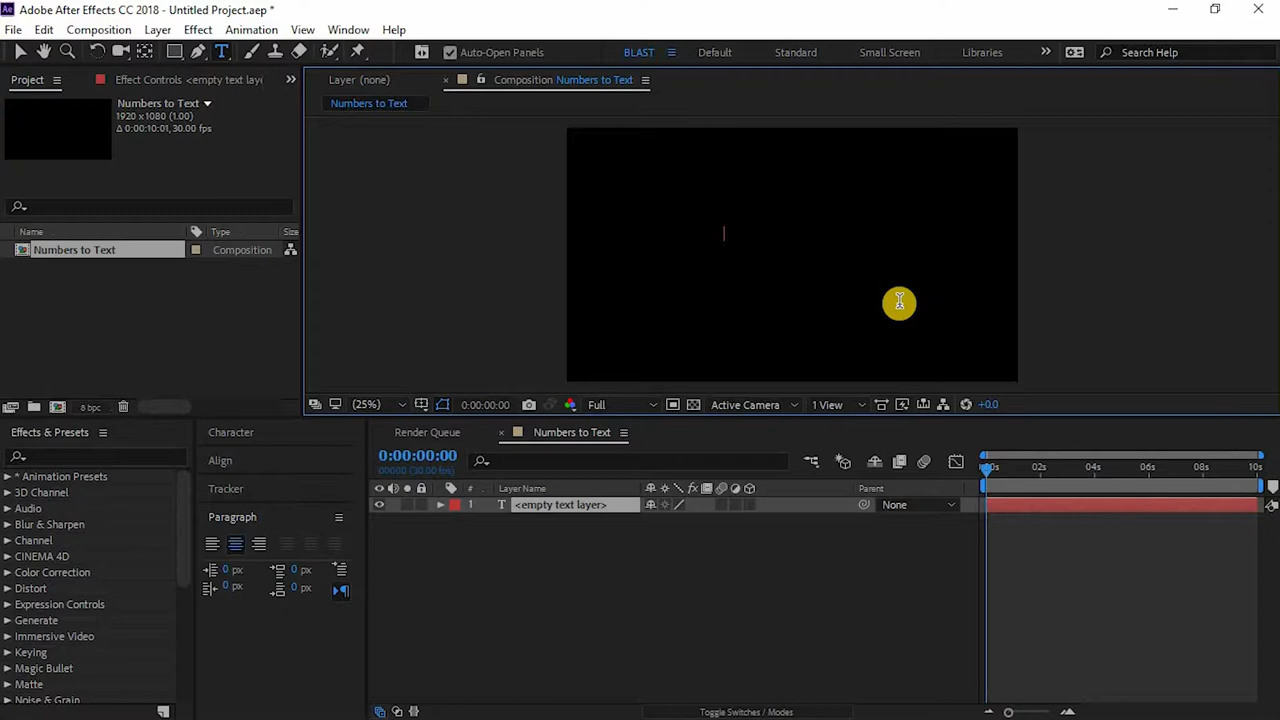 Ae Adobe After Effects CC 2018 - Untitled Project.aep *
File Edit Composition Layer Effect Animation View Window Help
T Auto-Open Panels BLAST Default Standard Small Screen Libraries Search Help
Project Effect Controls <empty text lay Layer (none) Composition Numbers to Text
Numbers to Text
1920 x 1080 (1.00)
Δ 0:00:10:01, 30.00 fps
Numbers to Text
Name Type Size
Numbers to Text Composition
8 bpc (25%) 0:00:00:00 Full Active Camera 1 View +0.0
Effects & Presets
* Animation Presets
3D Channel
Audio
Blur & Sharpen
Channel
CINEMA 4D
Color Correction
Distort
Expression Controls
Generate
Immersive Video
Keying
Magic Bullet
Matte
Noise & Grain
Character
Align
Tracker
Paragraph
0 px 0 px
0 px 0 px
Render Queue Numbers to Text
0:00:00:00
00000 (30.00 fps)
# Layer Name Parent
1 T <empty text layer> None
02s 04s 06s 08s 10s
Toggle Switches / Modes